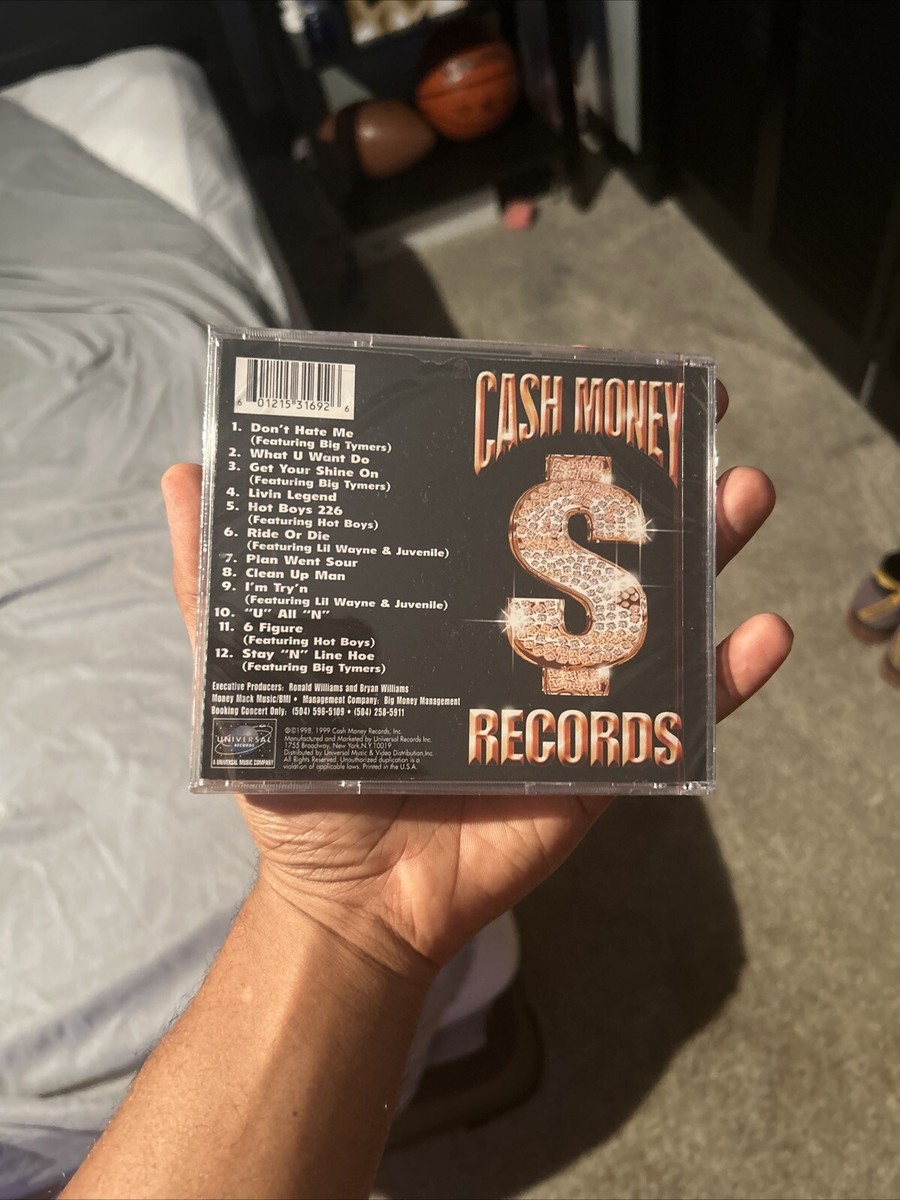 6 01215 31692 6
1. Don't Hate Me
(Featuring Big Tymers)
2. What U Want Do
3. Get Your Shine On
(Featuring Big Tymers)
4. Livin Legend
5. Hot Boys 226
(Featuring Hot Boys)
6. Ride Or Die
(Featuring Lil Wayne & Juvenile)
7. Plan Went Sour
8. Clean Up Man
9. I'm Try'n
(Featuring Lil Wayne & Juvenile)
10. "U" All "N"
11. 6 Figure
(Featuring Hot Boys)
12. Stay "N" Line Hoe
(Featuring Big Tymers)
Executive Producers: Ronald Williams and Bryan Williams
Money Mack Music/BMI • Management Company: Big Money Management
Booking Concert Only: (504) 596-5109 • (504) 258-5911
UNIVERSAL
RECORDS
A UNIVERSAL MUSIC COMPANY
℗©1998, 1999 Cash Money Records, Inc.
Manufactured and Marketed by Universal Records Inc.
1755 Broadway, New York,N.Y.10019.
Distributed by Universal Music & Video Distribution,Inc.
All Rights Reserved. Unauthorized duplication is a
violation of applicable laws. Printed in the U.S.A.
CASH MONEY
$
RECORDS